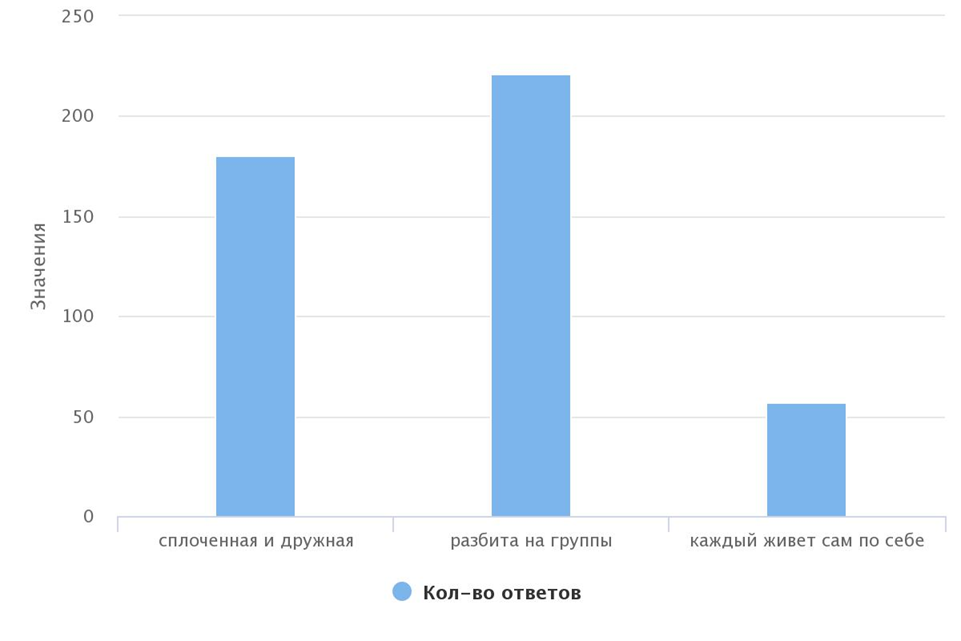 250
200
150
100
50
0
Значения
сплоченная и дружная
разбита на группы
каждый живет сам по себе
Кол-во ответов